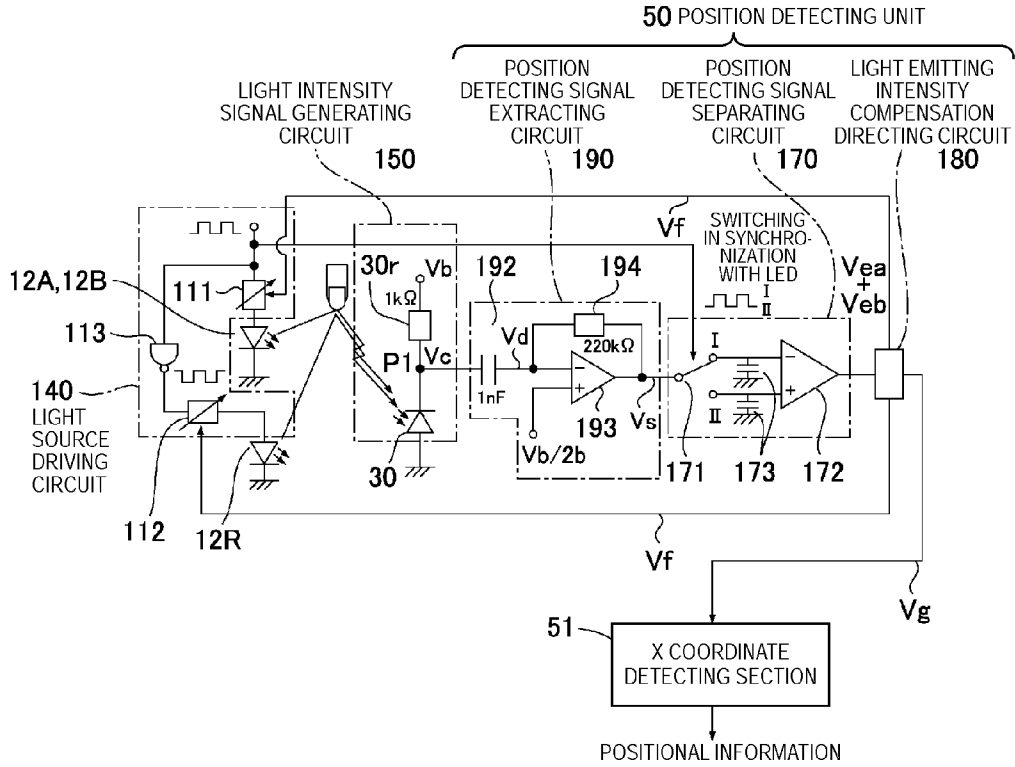 50 POSITION DETECTING UNIT
LIGHT INTENSITY
SIGNAL GENERATING
CIRCUIT
150
POSITION
DETECTING SIGNAL
EXTRACTING
CIRCUIT
190
POSITION
DETECTING SIGNAL
SEPARATING
CIRCUIT
170
LIGHT EMITTING
INTENSITY
COMPENSATION
DIRECTING CIRCUIT
180
Vf
SWITCHING
IN SYNCHRO-
NIZATION
WITH LED
I
II
Vea
+
Veb
12A,12B
111
113
140
LIGHT
SOURCE
DRIVING
CIRCUIT
112
12R
30r
Vb
1kΩ
P1
Vc
30
192
1nF
Vd
194
220kΩ
193
Vb/2b
Vs
I
II
171
173
172
Vf
Vg
51
X COORDINATE
DETECTING SECTION
POSITIONAL INFORMATION